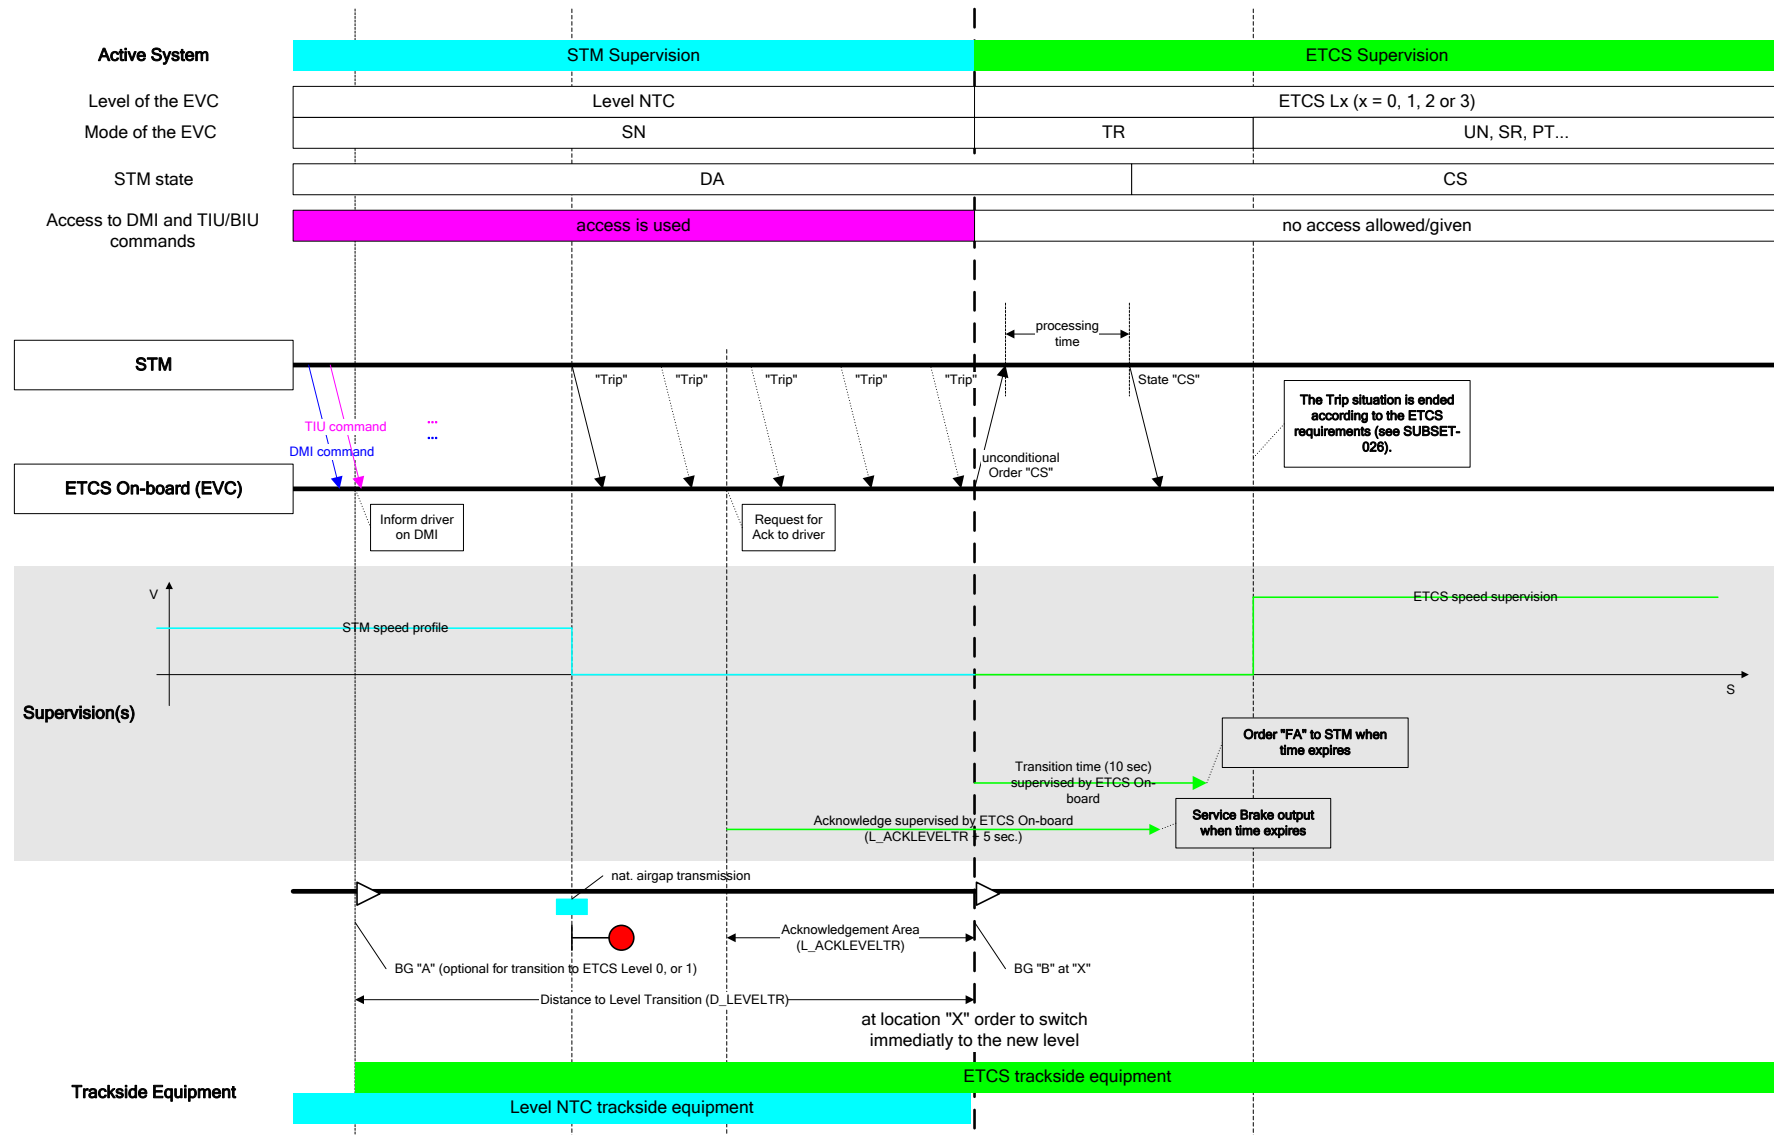 Active System
STM Supervision
ETCS Supervision
Level of the EVC
Level NTC
ETCS Lx (x = 0, 1, 2 or 3)
Mode of the EVC
SN
TR
UN, SR, PT...
STM state
DA
CS
Access to DMI and TIU/BIU
commands
access is used
no access allowed/given
processing
time
STM
"Trip"
"Trip"
"Trip"
"Trip"
"Trip"
State "CS"
The Trip situation is ended
according to the ETCS
requirements (see SUBSET-
026).
TIU command
...
...
DMI command
unconditional
Order "CS"
ETCS On-board (EVC)
Inform driver
on DMI
Request for
Ack to driver
V
STM speed profile
ETCS speed supervision
S
Supervision(s)
Order "FA" to STM when
time expires
Transition time (10 sec)
supervised by ETCS On-
board
Service Brake output
when time expires
Acknowledge supervised by ETCS On-board
(L_ACKLEVELTR + 5 sec.)
nat. airgap transmission
Acknowledgement Area
(L_ACKLEVELTR)
BG "A" (optional for transition to ETCS Level 0, or 1)
BG "B" at "X"
Distance to Level Transition (D_LEVELTR)
at location "X" order to switch
immediatly to the new level
Trackside Equipment
ETCS trackside equipment
Level NTC trackside equipment